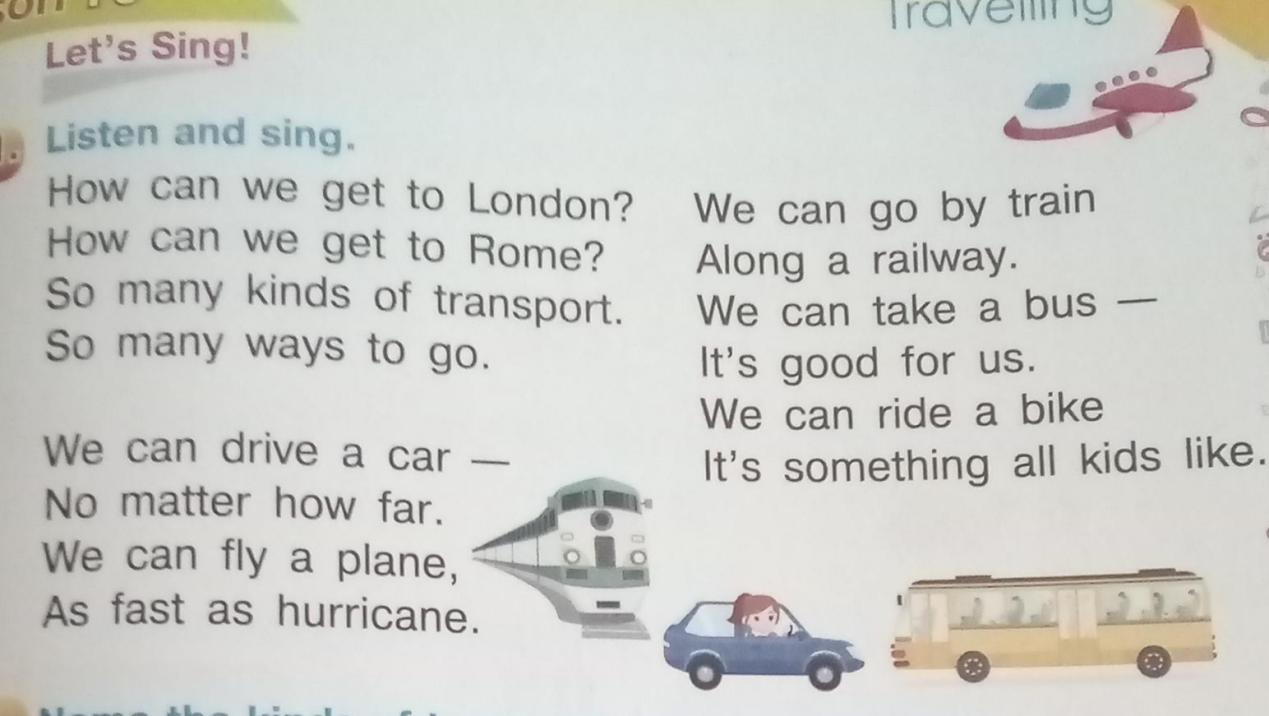 Travelling
Let's Sing!
Listen and sing.
How can we get to London?
How can we get to Rome?
So many kinds of transport.
So many ways to go.
We can drive a car —
No matter how far.
We can fly a plane,
As fast as hurricane.
We can go by train
Along a railway.
We can take a bus —
It's good for us.
We can ride a bike
It's something all kids like.